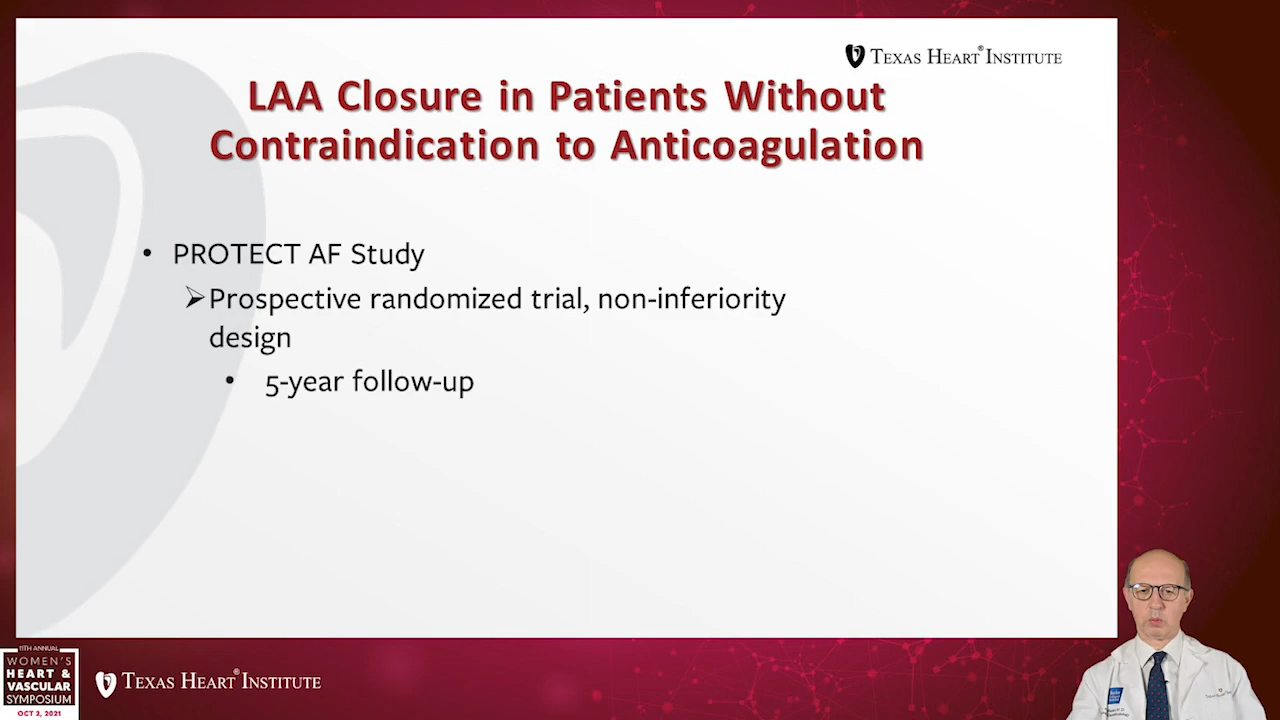 TEXAS HEART® INSTITUTE
LAA Closure in Patients Without
Contraindication to Anticoagulation
• PROTECT AF Study
➢Prospective randomized trial, non-inferiority
design
• 5-year follow-up
11TH ANNUAL
WOMEN'S
HEART &
VASCULAR
SYMPOSIUM
OCT 2, 2021
TEXAS HEART® INSTITUTE